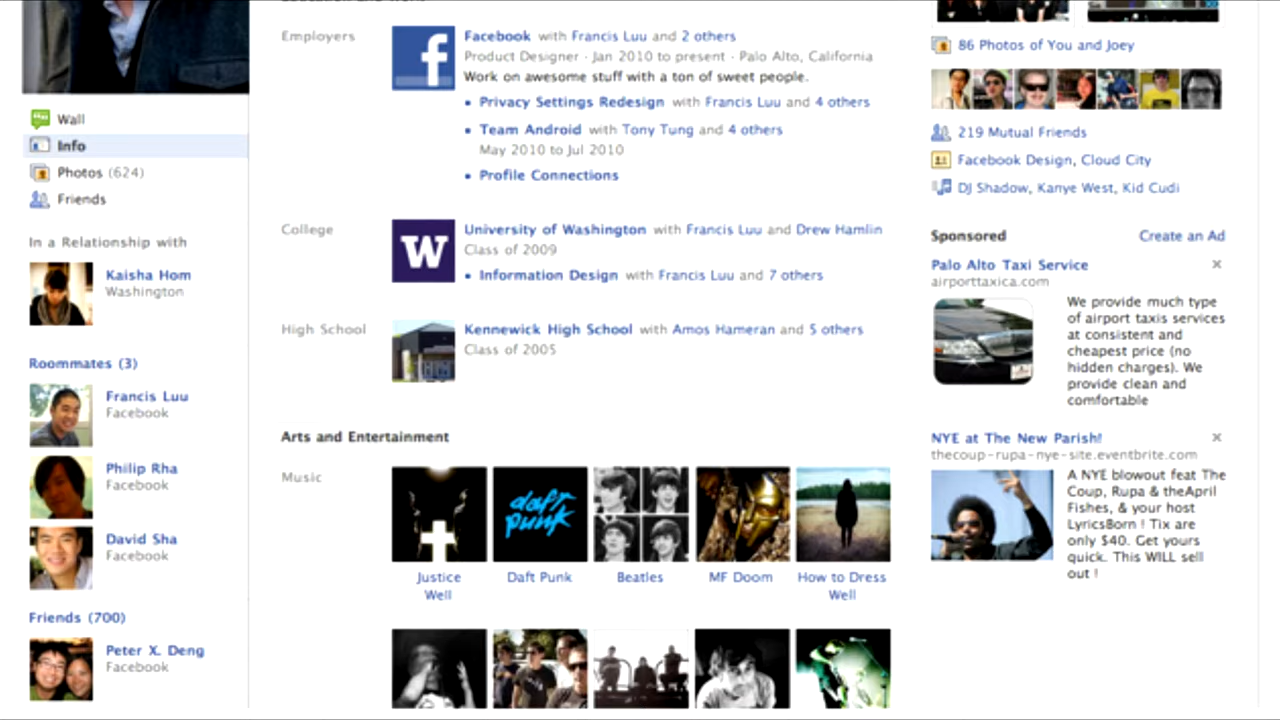 Employers
Facebook with Francis Luu and 2 others
Product Designer · Jan 2010 to present · Palo Alto, California
Work on awesome stuff with a ton of sweet people.
• Privacy Settings Redesign with Francis Luu and 4 others
• Team Android with Tony Tung and 4 others
May 2010 to Jul 2010
• Profile Connections
College
University of Washington with Francis Luu and Drew Hamlin
Class of 2009
• Information Design with Francis Luu and 7 others
W
High School
Kennewick High School with Amos Hameran and 5 others
Class of 2005
Arts and Entertainment
Music
daft
punk
Justice
Well
Daft Punk
Beatles
MF Doom
How to Dress
Well
Wall
Info
Photos (624)
Friends
In a Relationship with
Kaisha Hom
Washington
Roommates (3)
Francis Luu
Facebook
Philip Rha
Facebook
David Sha
Facebook
Friends (700)
Peter X. Deng
Facebook
86 Photos of You and Joey
219 Mutual Friends
Facebook Design, Cloud City
DJ Shadow, Kanye West, Kid Cudi
Sponsored
Create an Ad
Palo Alto Taxi Service
airporttaxica.com
We provide much type
of airport taxis services
at consistent and
cheapest price (no
hidden charges). We
provide clean and
comfortable
NYE at The New Parish!
thecoup-rupa-nye-site.eventbrite.com
A NYE blowout feat The
Coup, Rupa & theApril
Fishes, & your host
LyricsBorn ! Tix are
only $40. Get yours
quick. This WILL sell
out !